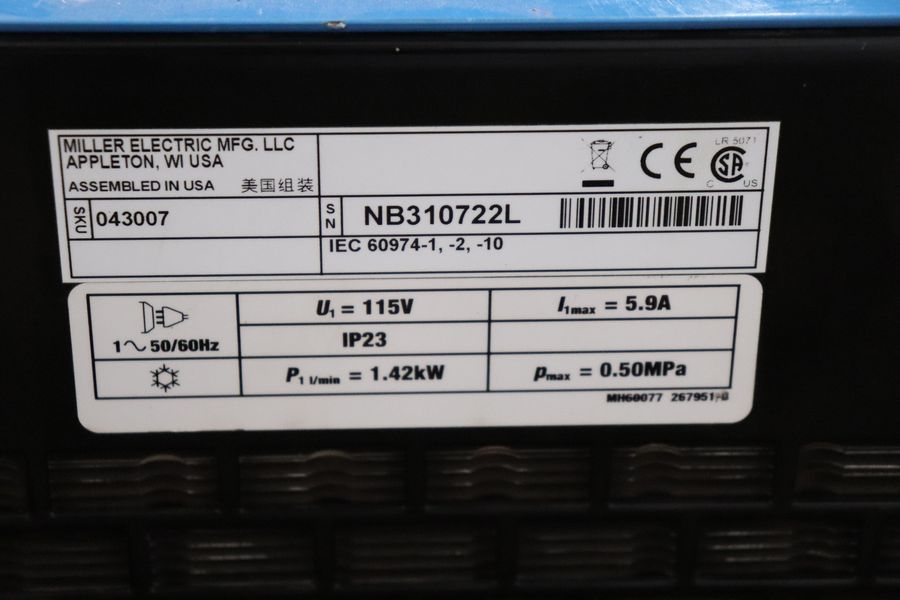 MILLER ELECTRIC MFG. LLC
APPLETON, WI USA
ASSEMBLED IN USA 美国组装
CE
LR 5071
SA
C US
SKU 043007
SN NB310722L
IEC 60974-1, -2, -10
1∿50/60Hz
U₁ = 115V
I₁max = 5.9A
IP23
P₁ l/min = 1.42kW
pmax = 0.50MPa
MH60077 267951